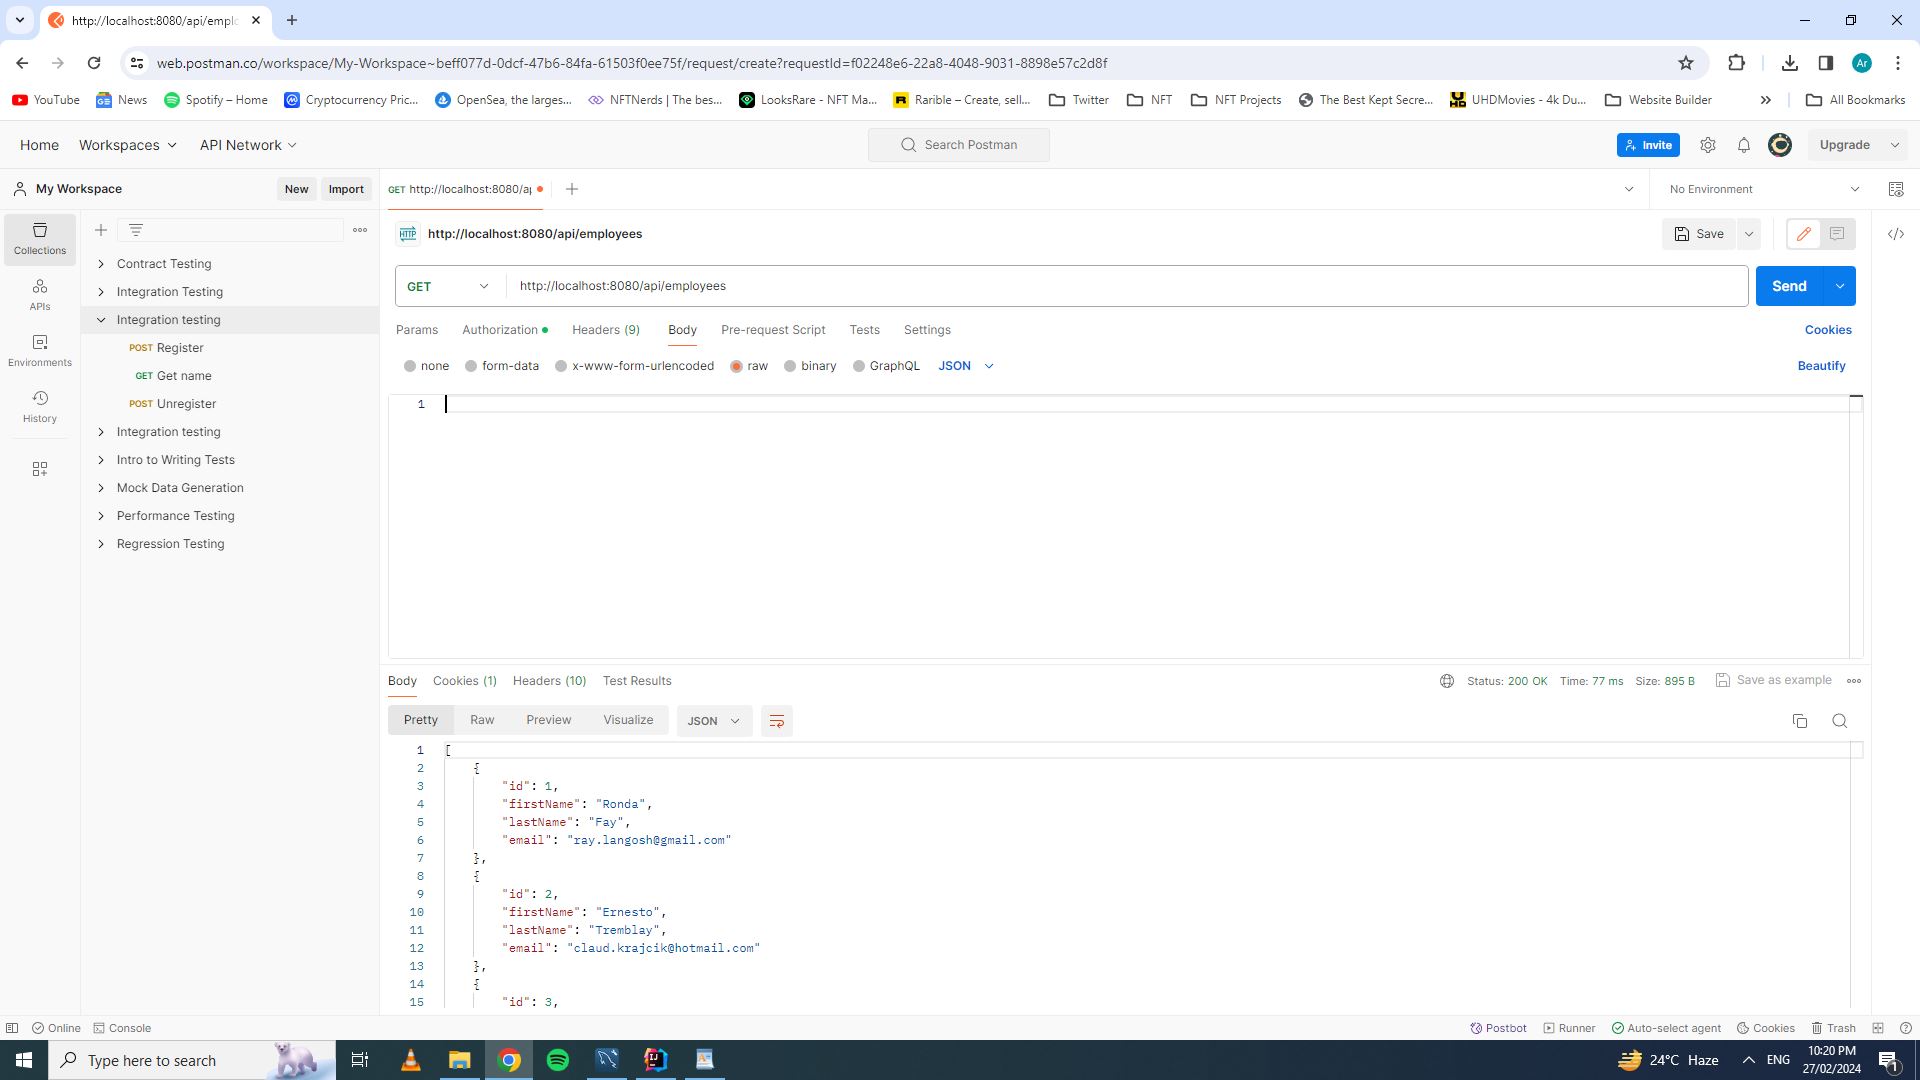 http://localhost:8080/api/emplo
web.postman.co/workspace/My-Workspace~beff077d-0dcf-47b6-84fa-61503f0ee75f/request/create?requestId=f02248e6-22a8-4048-9031-8898e57c2d8f
Ar
YouTube News Spotify – Home Cryptocurrency Pric... OpenSea, the larges... NFTNerds | The bes... LooksRare - NFT Ma... Rarible – Create, sell... Twitter NFT NFT Projects The Best Kept Secre... UHDMovies - 4k Du... Website Builder All Bookmarks
Home Workspaces API Network Search Postman Invite Upgrade
My Workspace New Import GET http://localhost:8080/ap No Environment
Collections
APIs
Environments
History
Contract Testing
Integration Testing
Integration testing
POST Register
GET Get name
POST Unregister
Integration testing
Intro to Writing Tests
Mock Data Generation
Performance Testing
Regression Testing
HTTP http://localhost:8080/api/employees Save
GET http://localhost:8080/api/employees Send
Params Authorization Headers (9) Body Pre-request Script Tests Settings Cookies
none form-data x-www-form-urlencoded raw binary GraphQL JSON Beautify
1
Body Cookies (1) Headers (10) Test Results Status: 200 OK Time: 77 ms Size: 895 B Save as example
Pretty Raw Preview Visualize JSON
1 [
2 {
3 "id": 1,
4 "firstName": "Ronda",
5 "lastName": "Fay",
6 "email": "ray.langosh@gmail.com"
7 },
8 {
9 "id": 2,
10 "firstName": "Ernesto",
11 "lastName": "Tremblay",
12 "email": "claud.krajcik@hotmail.com"
13 },
14 {
15 "id": 3,
Online Console Postbot Runner Auto-select agent Cookies Trash
Type here to search 24°C Haze ENG 10:20 PM
27/02/2024
1